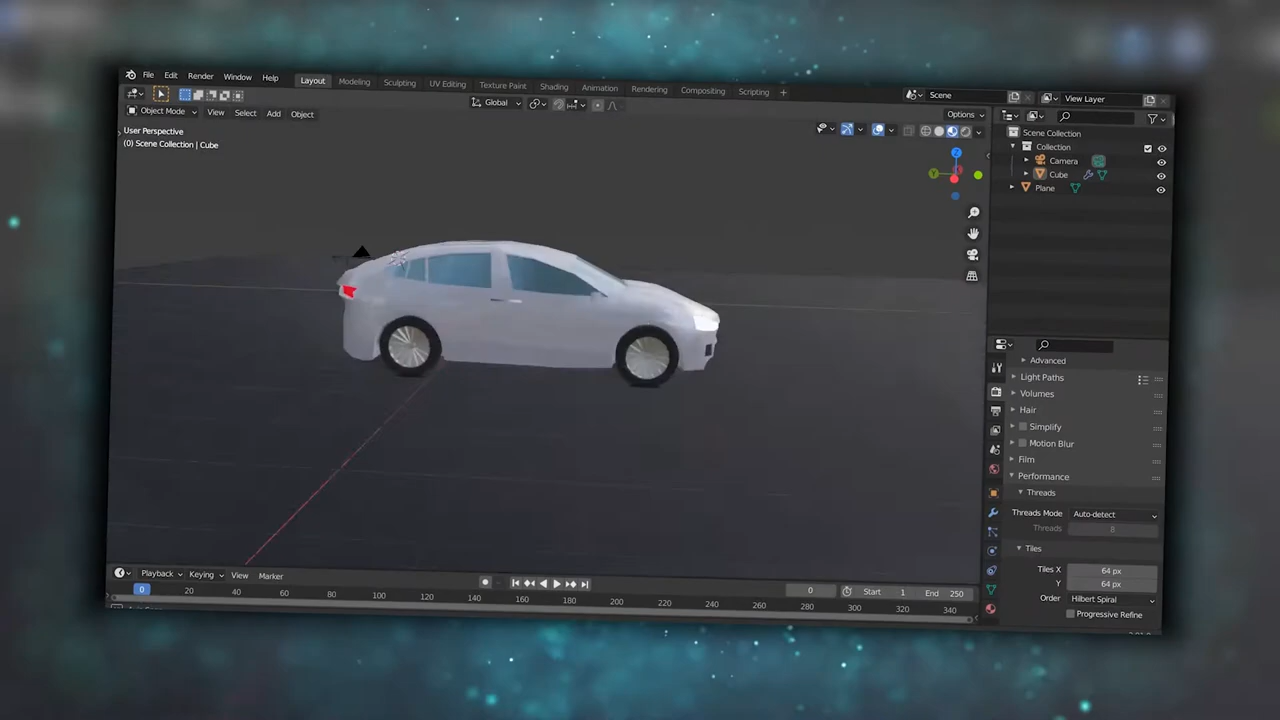 File Edit Render Window Help Layout Modeling Sculpting UV Editing Texture Paint Shading Animation Rendering Compositing Scripting + Scene View Layer
Global Options
Object Mode View Select Add Object
User Perspective
(0) Scene Collection | Cube
Scene Collection
Collection
Camera
Cube
Plane
Z
Y
Advanced
Light Paths
Volumes
Hair
Simplify
Motion Blur
Film
Performance
Threads
Threads Mode Auto-detect
Threads 8
Tiles
Tiles X 64 px
Y 64 px
Order Hilbert Spiral
Progressive Refine
Playback Keying View Marker 0 Start 1 End 250
0 20 40 60 80 100 120 140 160 180 200 220 240 260 280 300 320 340